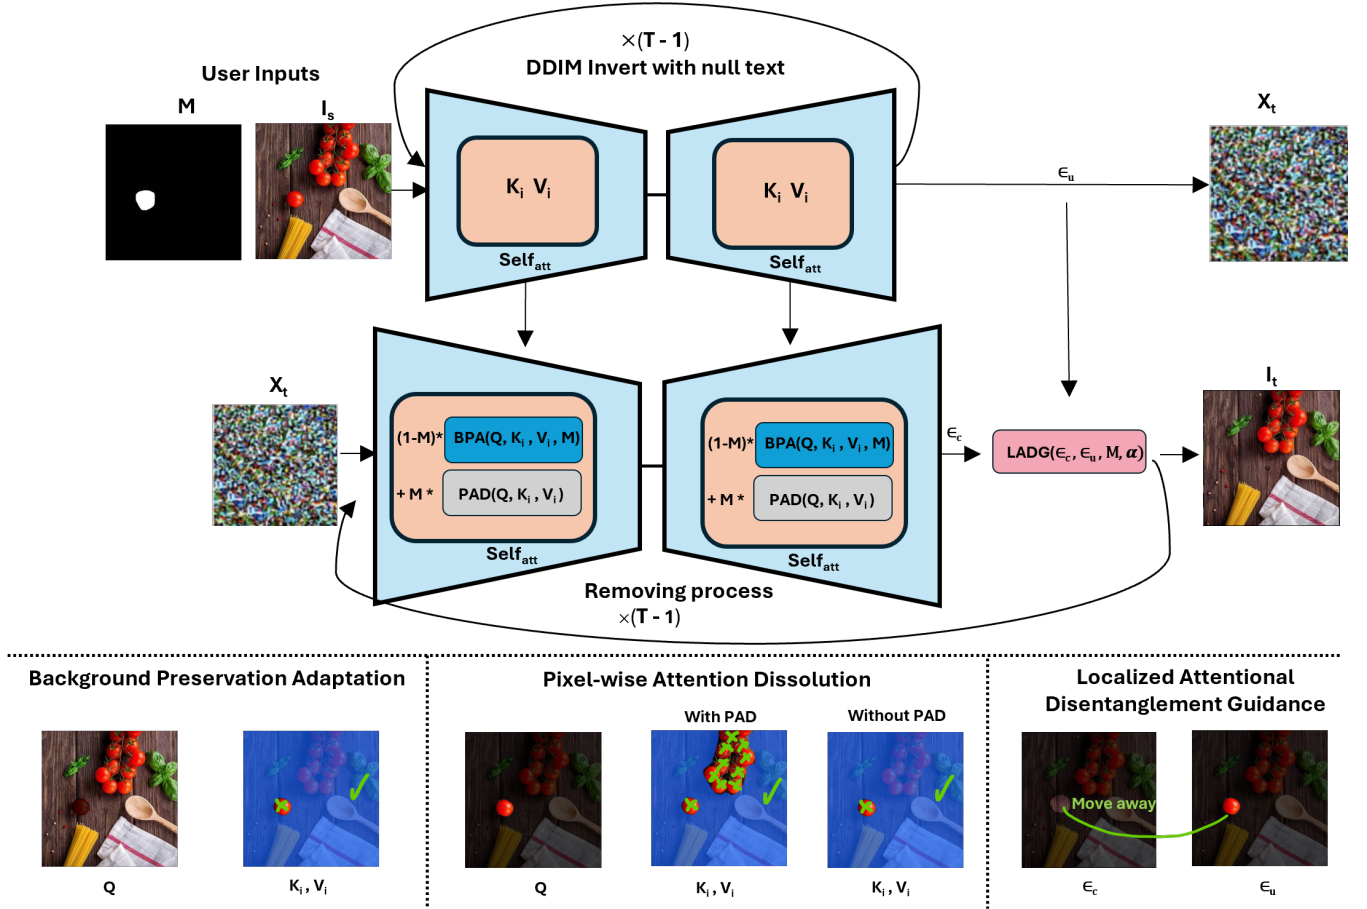 ×(T - 1)
DDIM Invert with null text
User Inputs
M
Is
Xt
Ki Vi
Ki Vi
∈u
Selfatt
Selfatt
Xt
It
(1-M)*
BPA(Q, Ki , Vi , M)
+ M *
PAD(Q, Ki , Vi )
Selfatt
(1-M)*
BPA(Q, Ki , Vi , M)
+ M *
PAD(Q, Ki , Vi )
Selfatt
∈c
LADG(∈c , ∈u , M, α)
Removing process
×(T - 1)
Background Preservation Adaptation
Q
Ki , Vi
Pixel-wise Attention Dissolution
With PAD
Without PAD
Q
Ki , Vi
Ki , Vi
Localized Attentional
Disentanglement Guidance
Move away
∈c
∈u